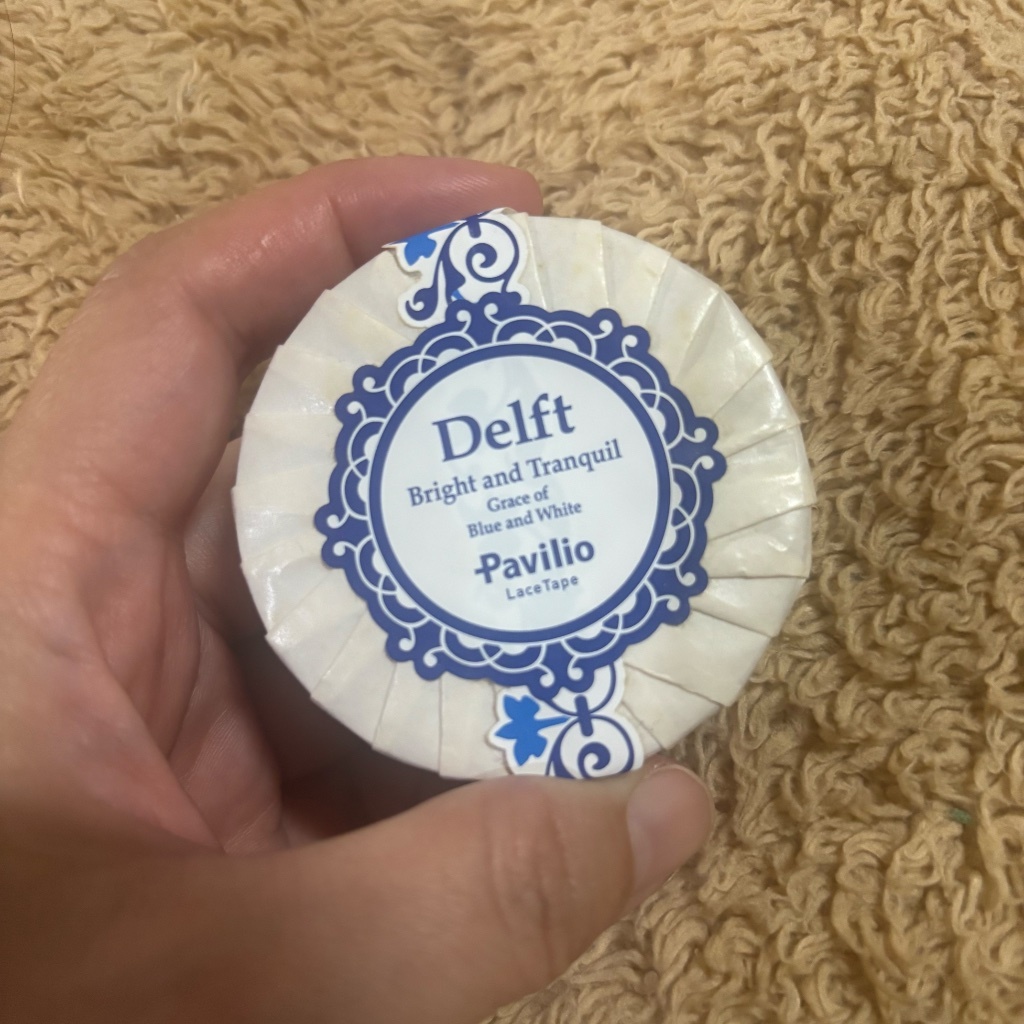 Delft
Bright and Tranquil
Grace of
Blue and White
Pavilio
LaceTape